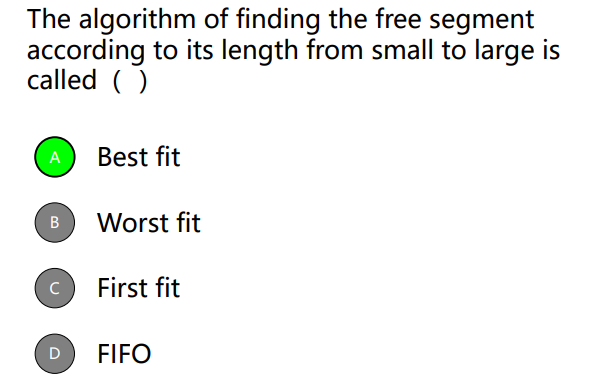 The algorithm of finding the free segment
according to its length from small to large is
called ( )
A Best fit
B Worst fit
C First fit
D FIFO